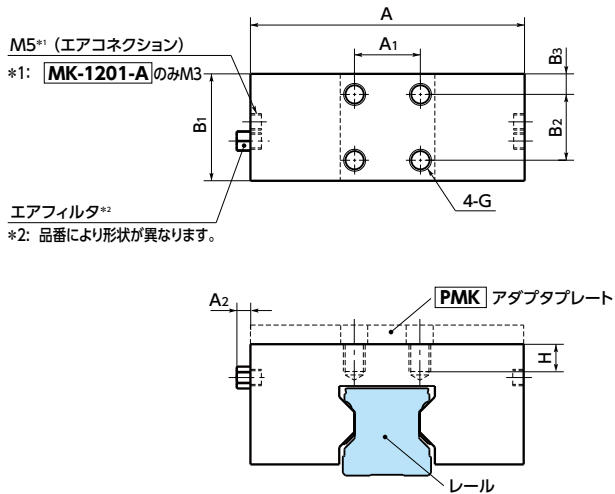 A
M5*1（エアコネクション）
A1
B3
*1: MK-1201-AのみM3
B1
B2
4-G
エアフィルタ*2
*2: 品番により形状が異なります。
A2
PMK アダプタプレート
H
レール